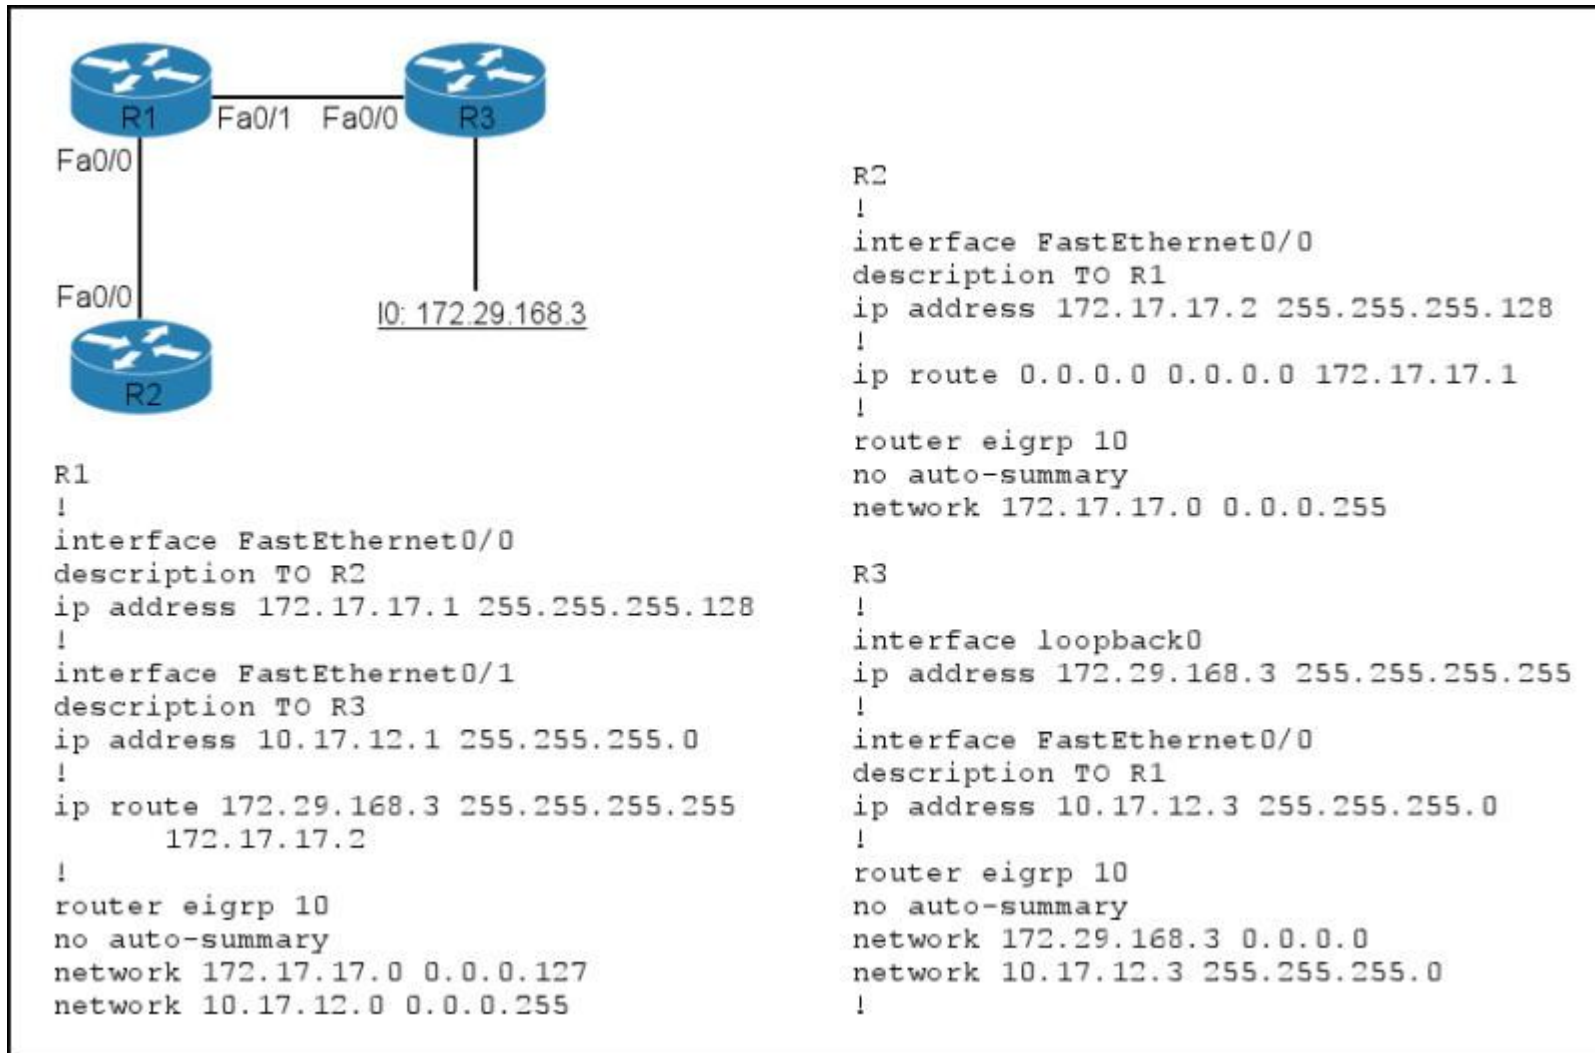 R1
Fa0/1
Fa0/0
R3
Fa0/0
Fa0/0
l0: 172.29.168.3
R2
R1
!
interface FastEthernet0/0
description TO R2
ip address 172.17.17.1 255.255.255.128
!
interface FastEthernet0/1
description TO R3
ip address 10.17.12.1 255.255.255.0
!
ip route 172.29.168.3 255.255.255.255
172.17.17.2
!
router eigrp 10
no auto-summary
network 172.17.17.0 0.0.0.127
network 10.17.12.0 0.0.0.255
R2
!
interface FastEthernet0/0
description TO R1
ip address 172.17.17.2 255.255.255.128
!
ip route 0.0.0.0 0.0.0.0 172.17.17.1
!
router eigrp 10
no auto-summary
network 172.17.17.0 0.0.0.255
R3
!
interface loopback0
ip address 172.29.168.3 255.255.255.255
!
interface FastEthernet0/0
description TO R1
ip address 10.17.12.3 255.255.255.0
!
router eigrp 10
no auto-summary
network 172.29.168.3 0.0.0.0
network 10.17.12.3 255.255.255.0
!